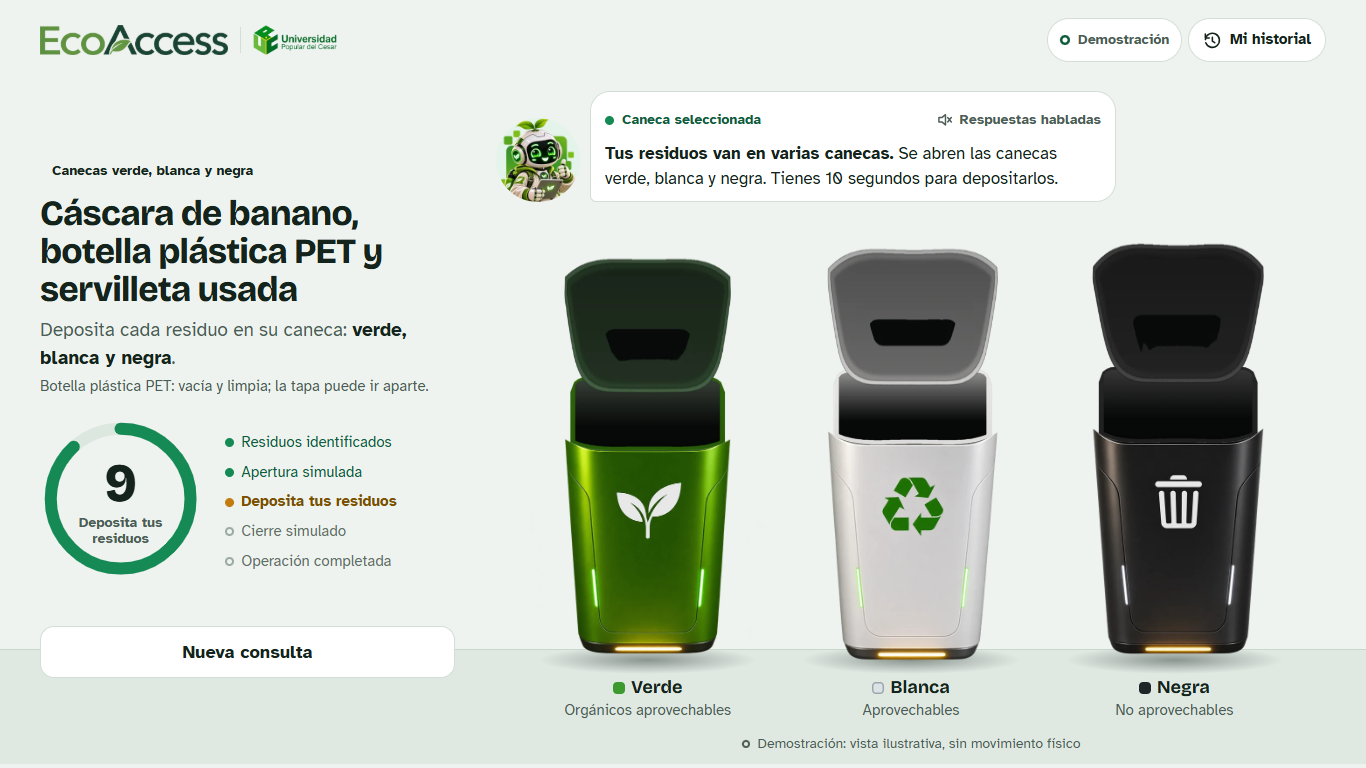 EcoAccess
Universidad
Popular del Cesar
Demostración
Mi historial
Caneca seleccionada
Respuestas habladas
Tus residuos van en varias canecas. Se abren las canecas
verde, blanca y negra. Tienes 10 segundos para depositarlos.
Canecas verde, blanca y negra
Cáscara de banano,
botella plástica PET y
servilleta usada
Deposita cada residuo en su caneca: verde,
blanca y negra.
Botella plástica PET: vacía y limpia; la tapa puede ir aparte.
9
Deposita tus
residuos
Residuos identificados
Apertura simulada
Deposita tus residuos
Cierre simulado
Operación completada
Nueva consulta
Verde
Orgánicos aprovechables
Blanca
Aprovechables
Negra
No aprovechables
Demostración: vista ilustrativa, sin movimiento físico